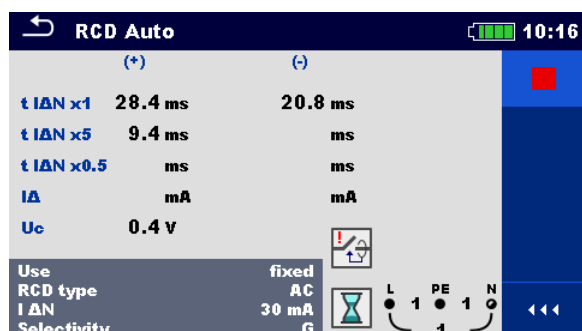 RCD Auto 10:16
(+) (-)
t IΔN x1 28.4 ms 20.8 ms
t IΔN x5 9.4 ms ms
t IΔN x0.5 ms ms
IΔ mA mA
Uc 0.4 V
Use fixed
RCD type AC
I ΔN 30 mA
Selectivity G
L PE N
1 1
1